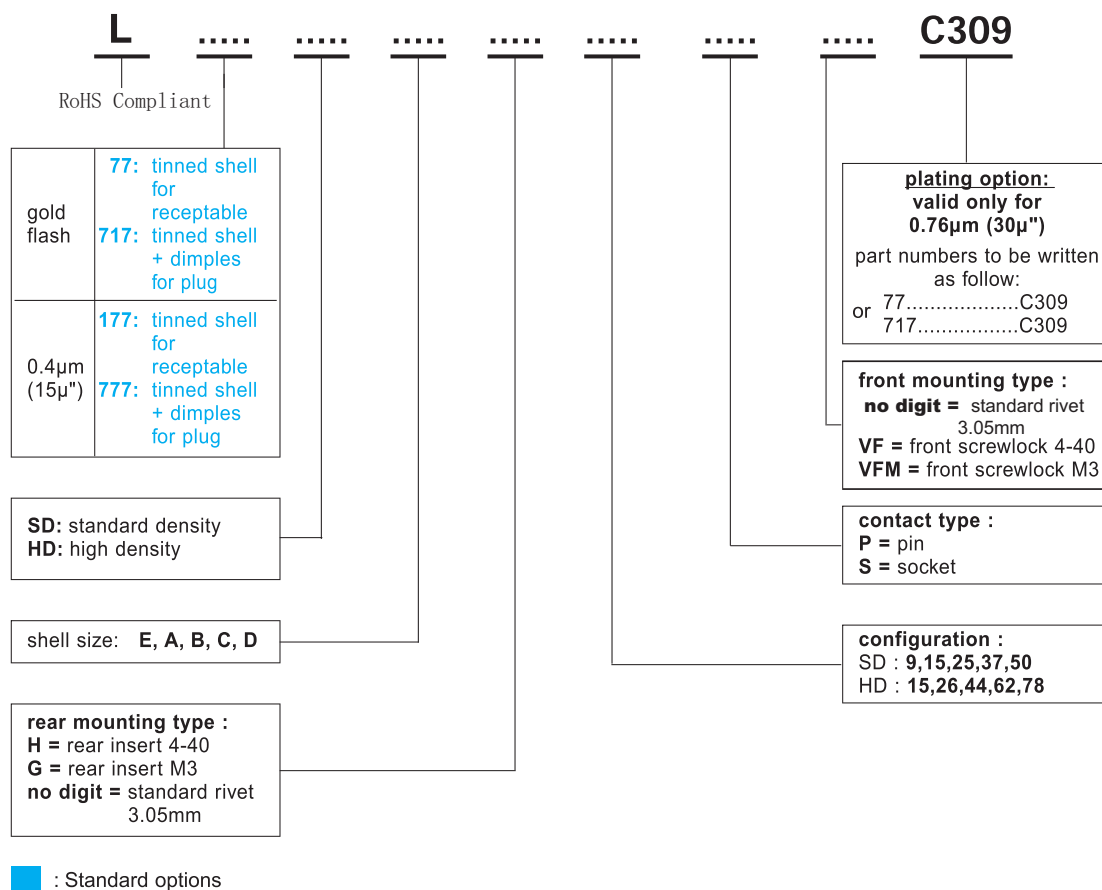 L ..... ..... ..... ..... ..... ..... ..... C309
RoHS Compliant
gold
flash
77: tinned shell
for
receptable
717: tinned shell
+ dimples
for plug
0.4µm
(15µ")
177: tinned shell
for
receptable
777: tinned shell
+ dimples
for plug
SD: standard density
HD: high density
shell size: E, A, B, C, D
rear mounting type :
H = rear insert 4-40
G = rear insert M3
no digit = standard rivet
3.05mm
plating option:
valid only for
0.76µm (30µ")
part numbers to be written
as follow:
or
77...................C309
717.................C309
front mounting type :
no digit = standard rivet
3.05mm
VF = front screwlock 4-40
VFM = front screwlock M3
contact type :
P = pin
S = socket
configuration :
SD : 9,15,25,37,50
HD : 15,26,44,62,78
: Standard options